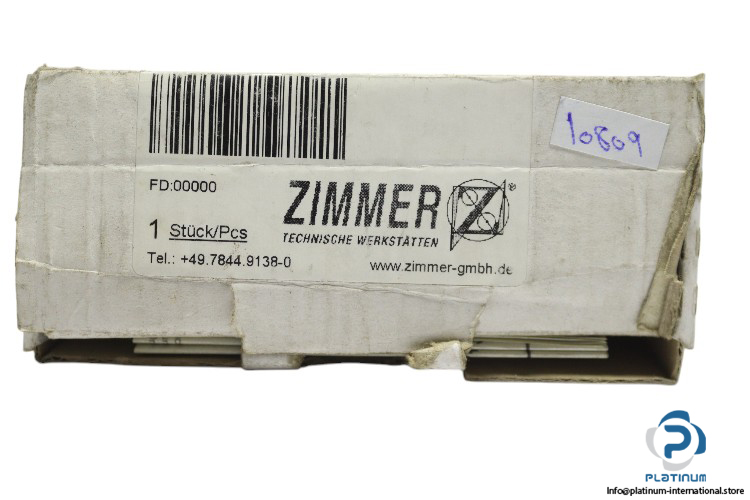 10809
FD:00000
ZIMMER
1 Stück/Pcs
TECHNISCHE WERKSTÄTTEN
Tel.: +49.7844.9138-0
www.zimmer-gmbh.de
PLATINUM
Info@platinum-international.store